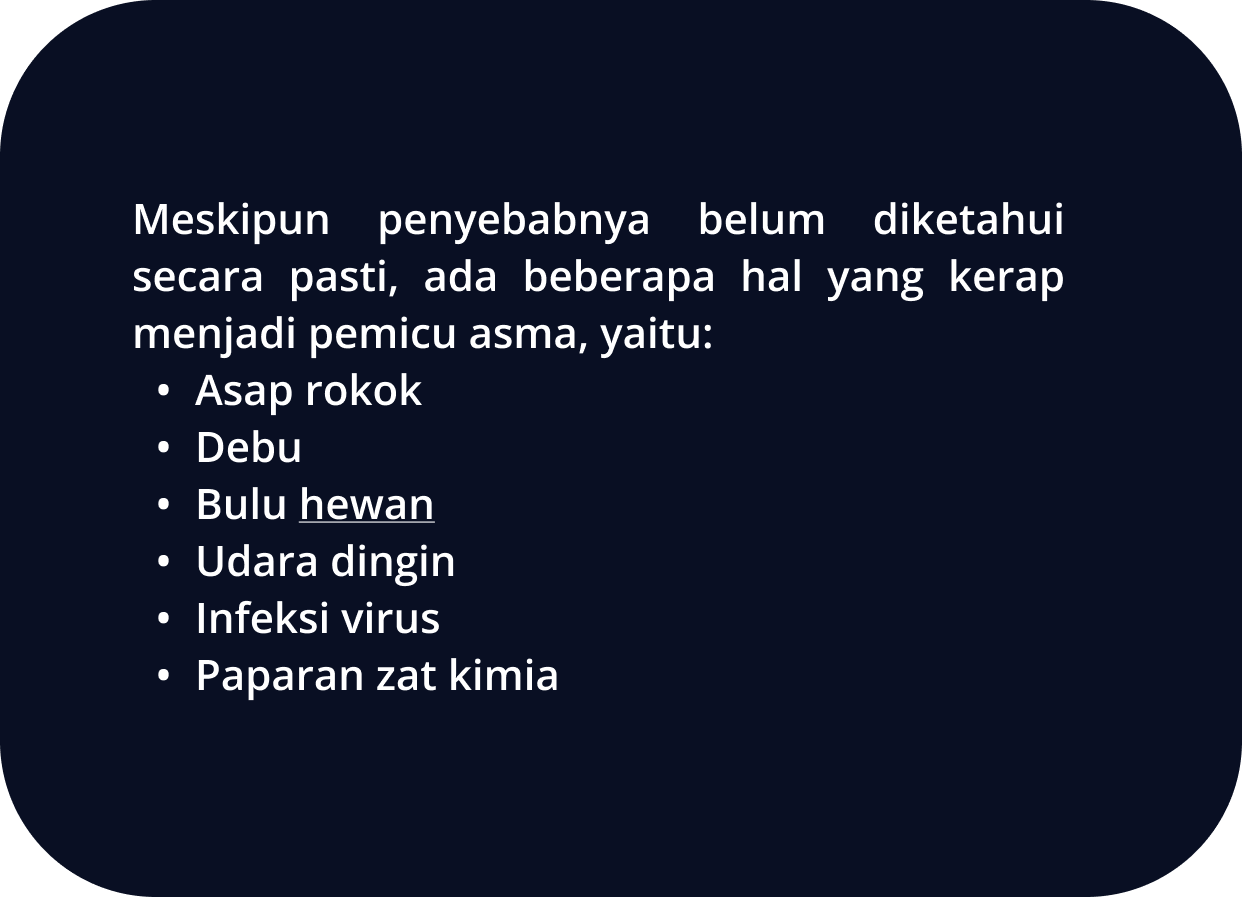 Meskipun penyebabnya belum diketahui
secara pasti, ada beberapa hal yang kerap
menjadi pemicu asma, yaitu:
• Asap rokok
• Debu
• Bulu hewan
• Udara dingin
• Infeksi virus
• Paparan zat kimia